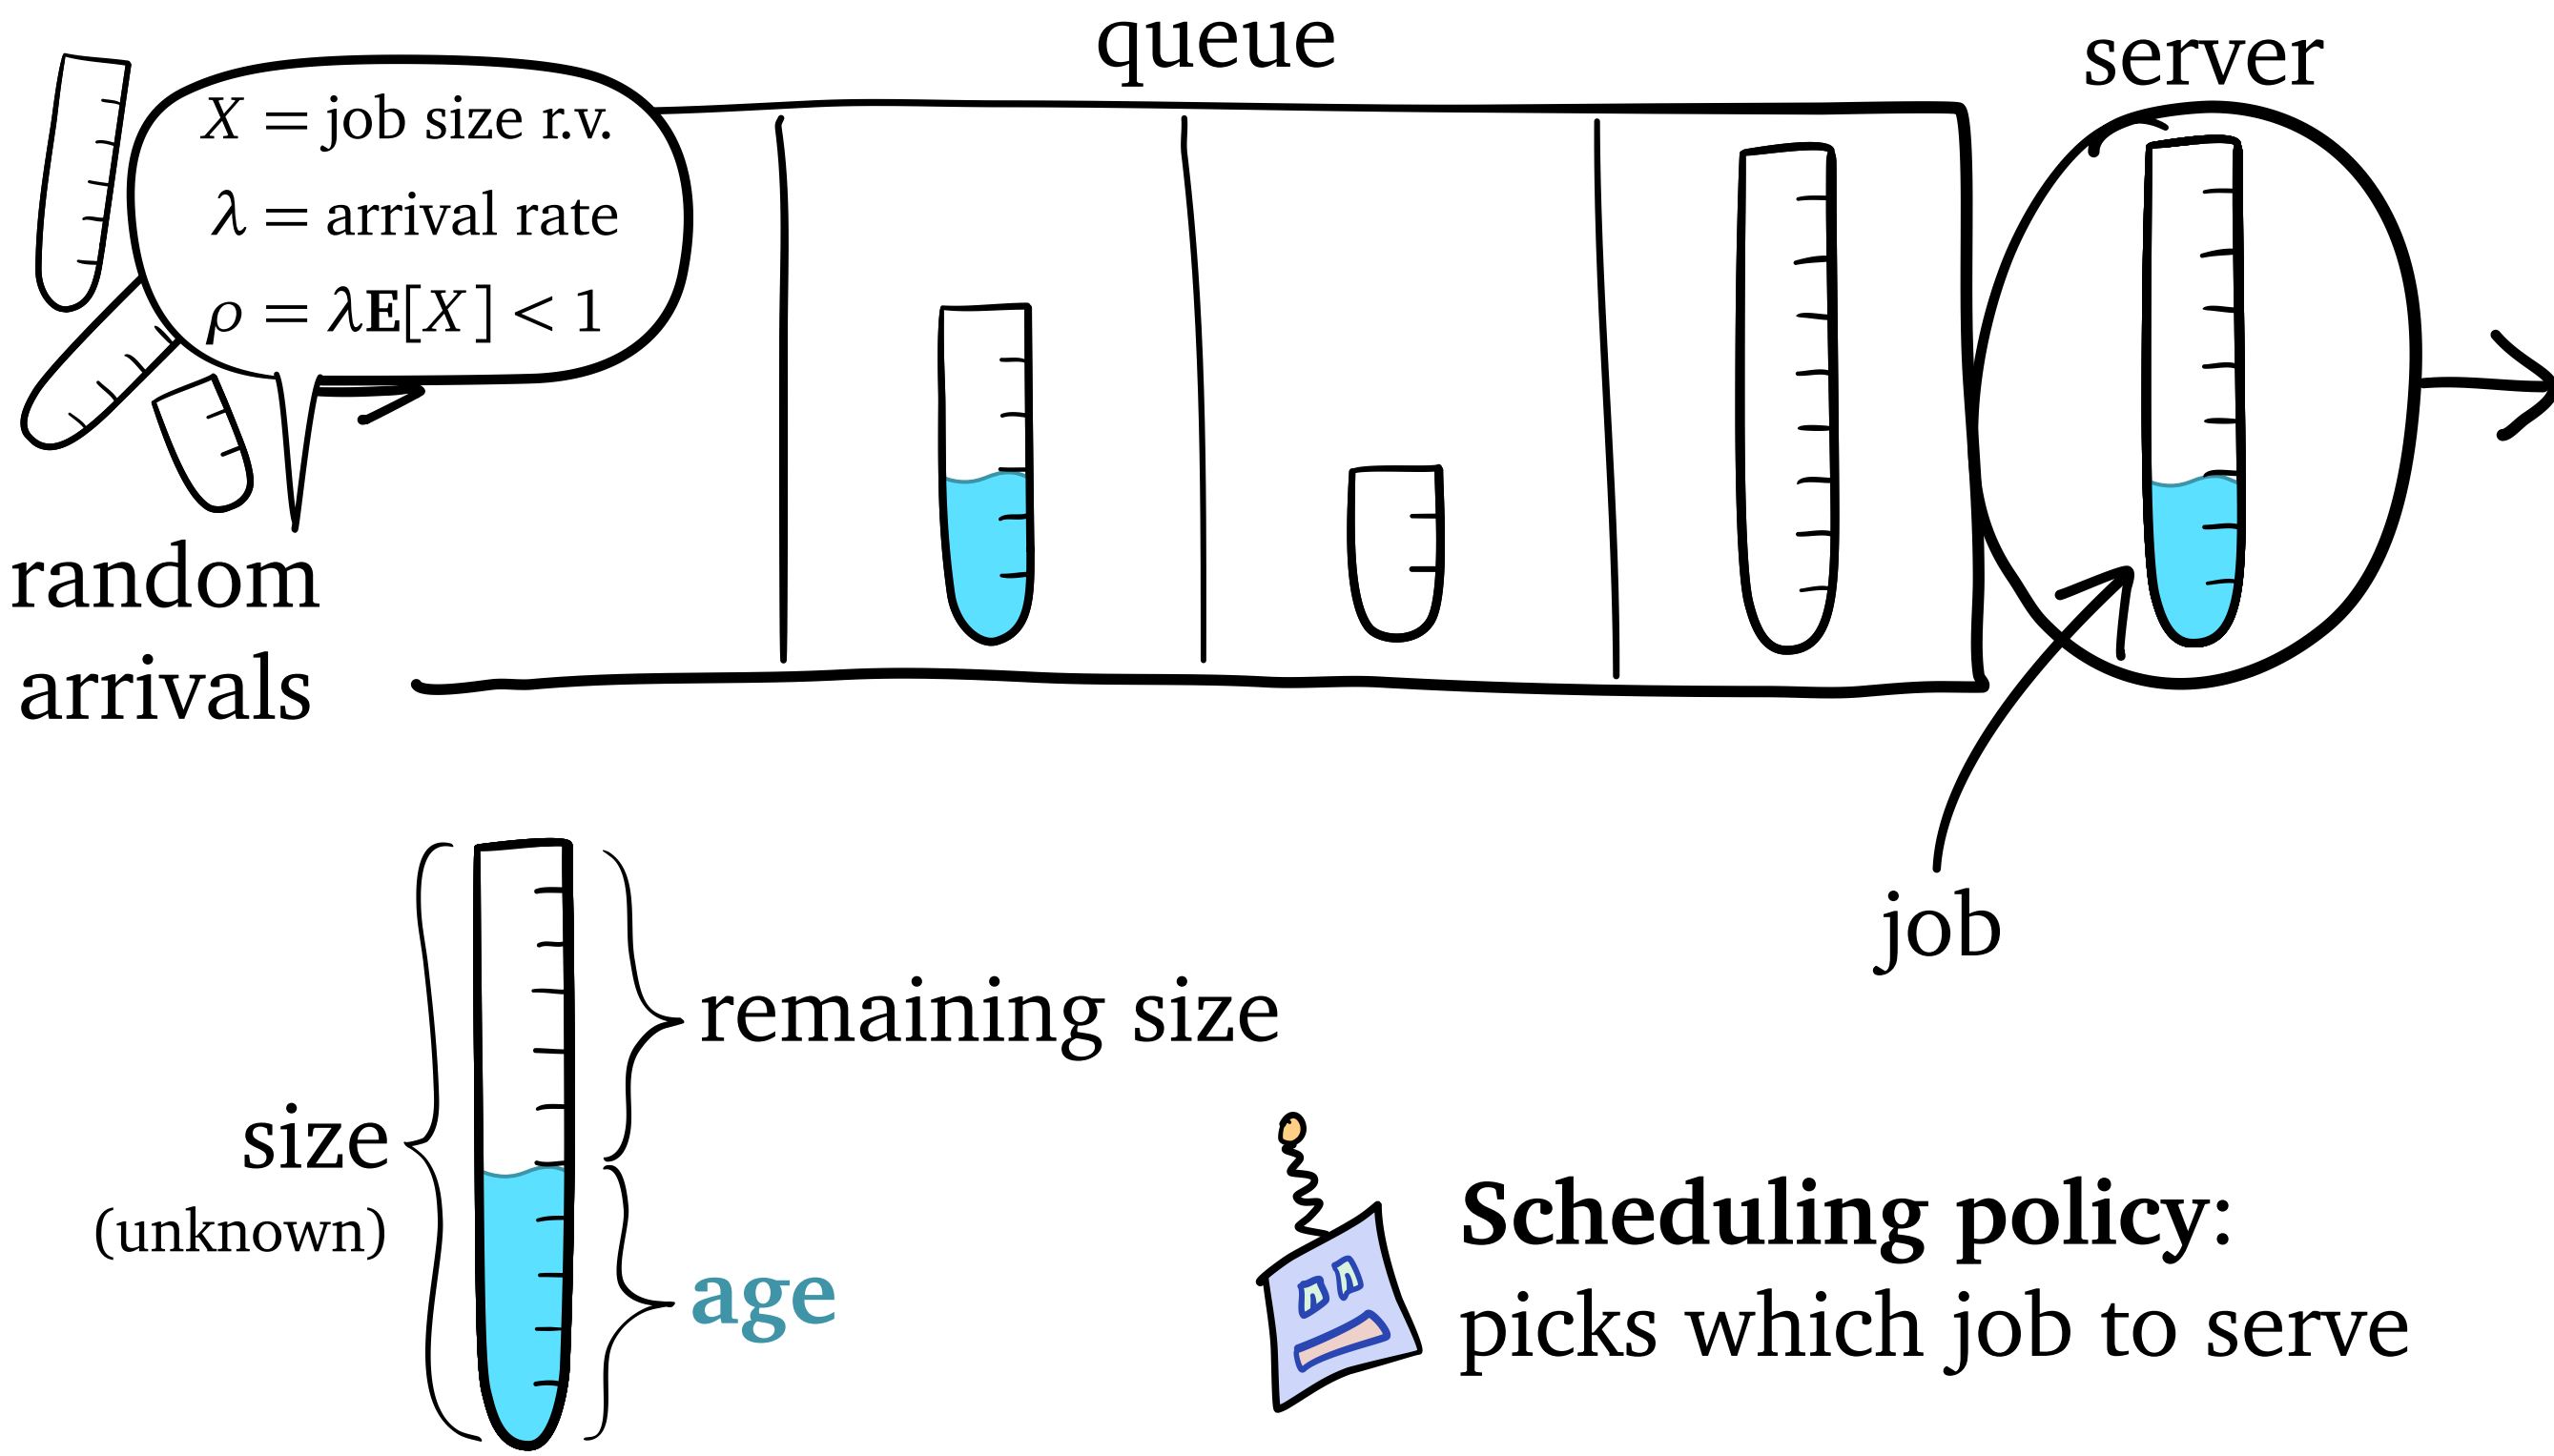 queue
server
X = job size r.v.
λ = arrival rate
ρ = λE[X] < 1
random
arrivals
job
remaining size
size
(unknown)
age
Scheduling policy:
picks which job to serve